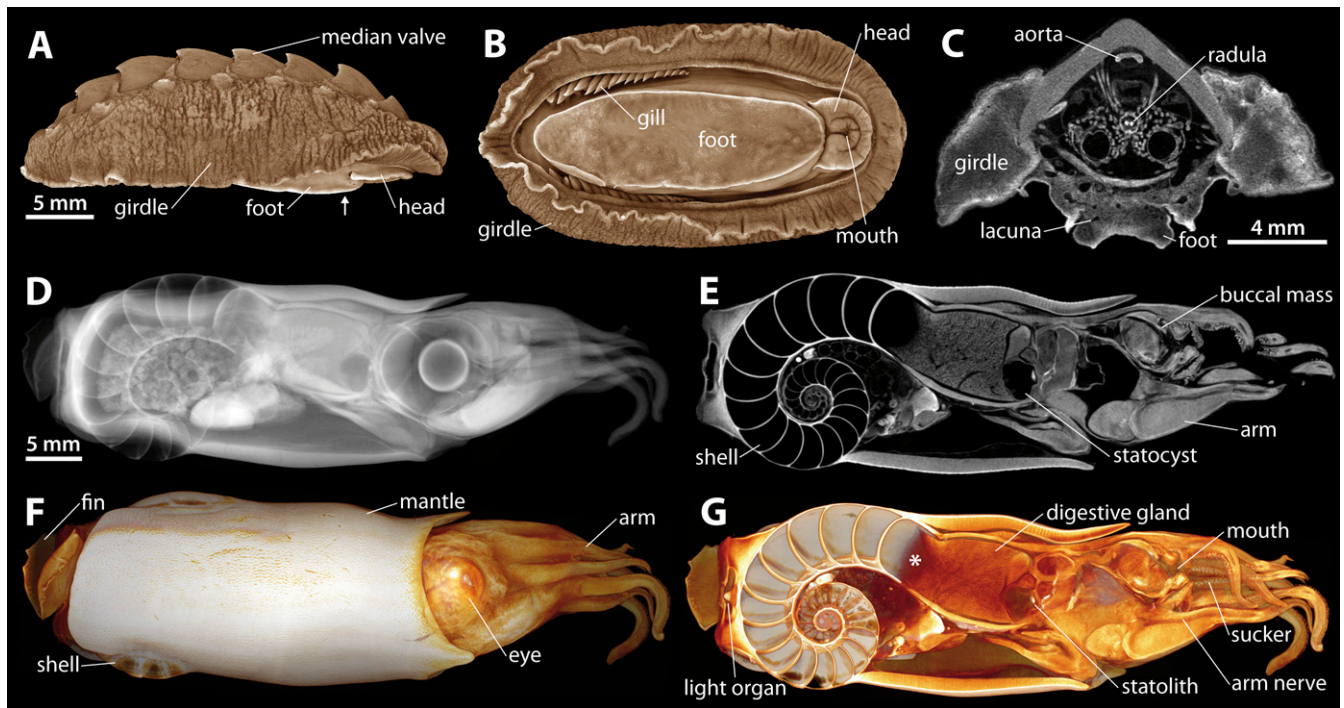 A
median valve
5 mm
girdle
foot
head
B
head
gill
foot
girdle
mouth
C
aorta
radula
girdle
lacuna
foot
4 mm
D
5 mm
E
buccal mass
shell
statocyst
arm
F
fin
mantle
arm
shell
eye
G
digestive gland
mouth
*
sucker
light organ
statolith
arm nerve